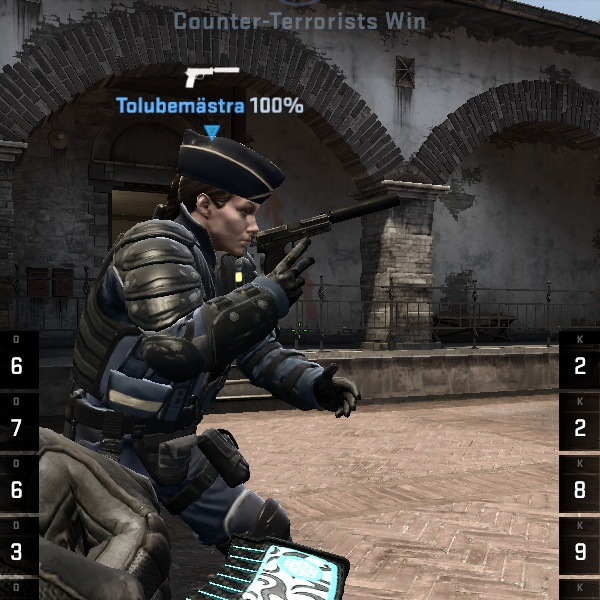 Counter-Terrorists Win
Tolubemästra 100%
D K
6 2
D K
7 2
D K
6 8
D K
3 9
D K